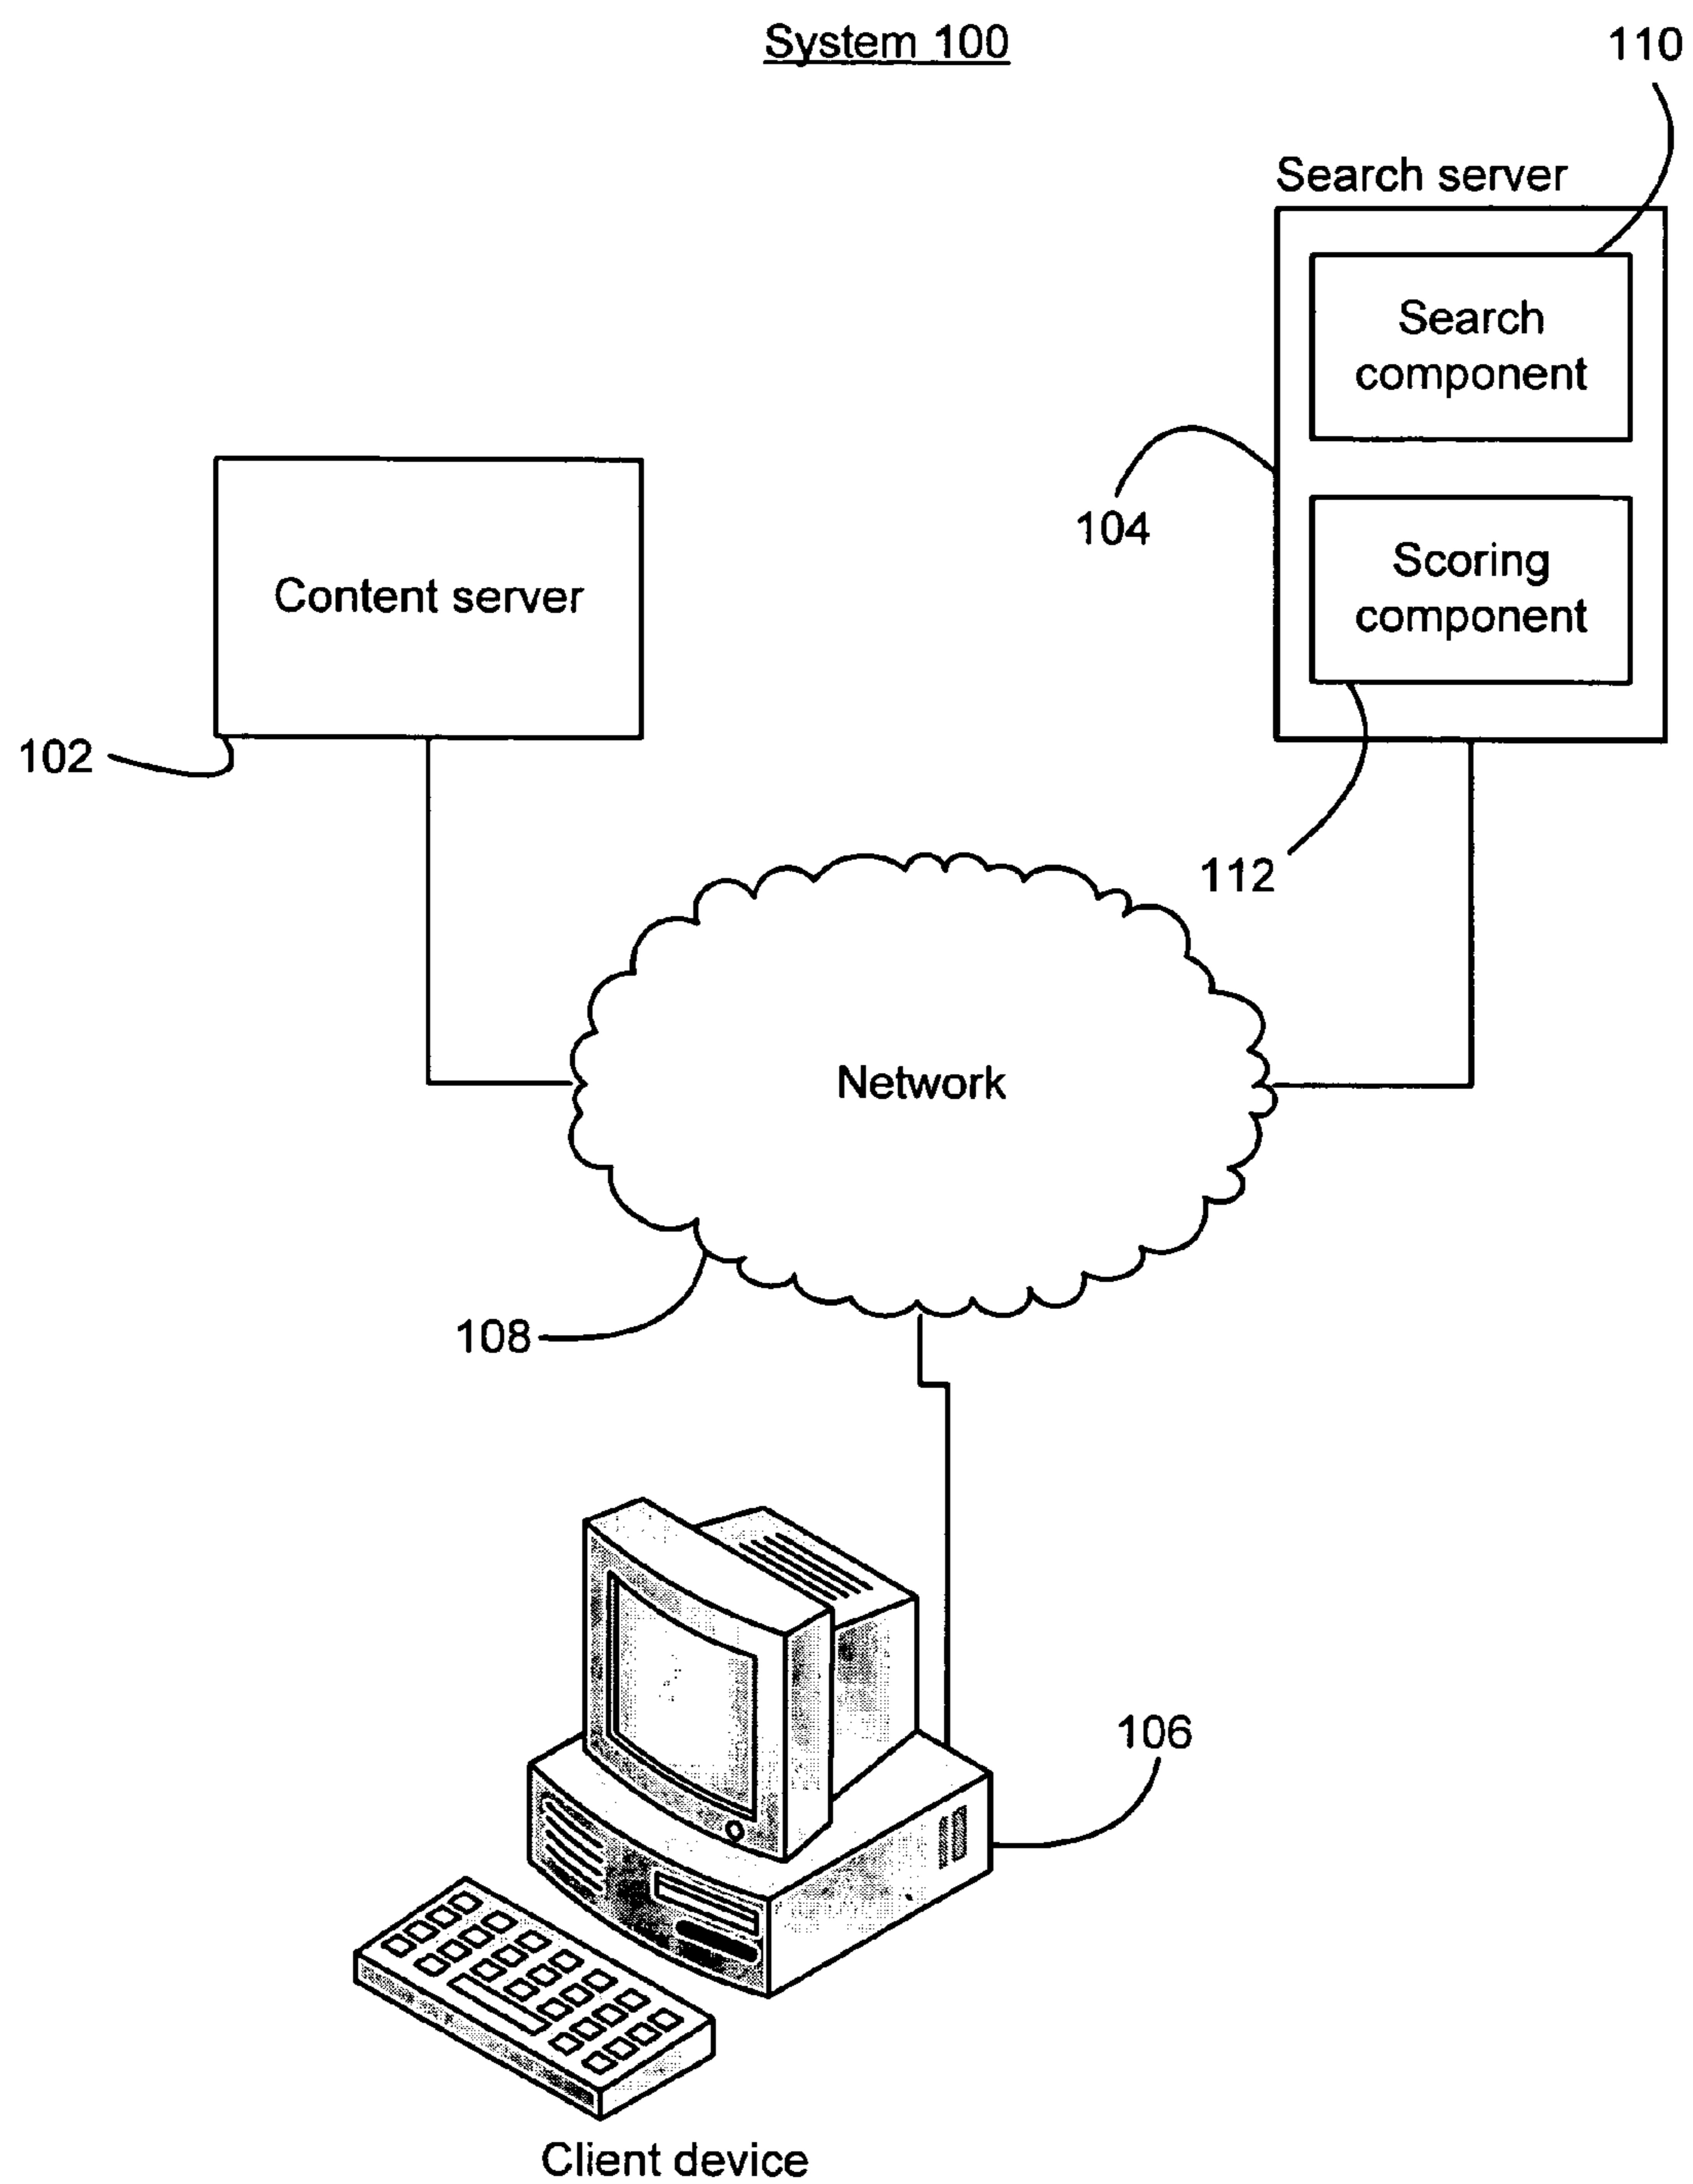 System 100
110
Search server
Search
component
104
Scoring
component
Content server
102
112
Network
108
106
Client device